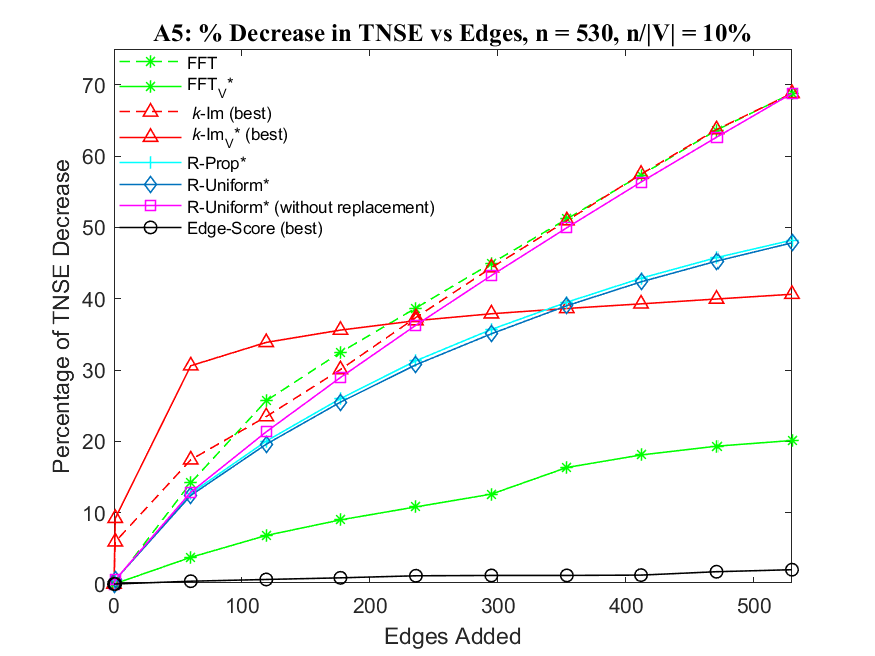 A5: % Decrease in TNSE vs Edges, n = 530, n/|V| = 10%
FFT
FFT_V*
k-Im (best)
k-Im_V* (best)
R-Prop*
R-Uniform*
R-Uniform* (without replacement)
Edge-Score (best)
Percentage of TNSE Decrease
70
60
50
40
30
20
10
0
0 100 200 300 400 500
Edges Added